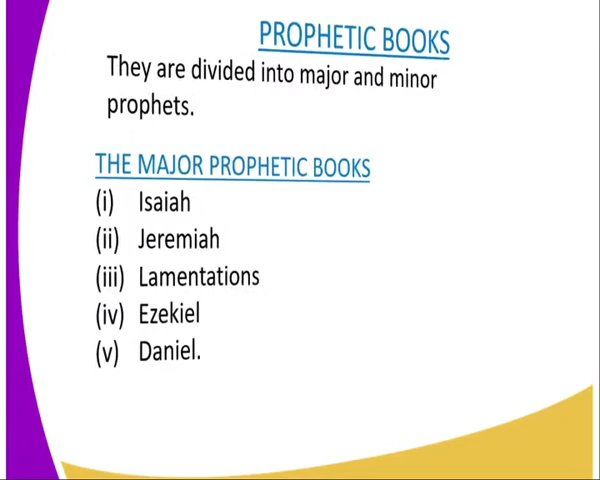 PROPHETIC BOOKS
They are divided into major and minor
prophets.
THE MAJOR PROPHETIC BOOKS
(i) Isaiah
(ii) Jeremiah
(iii) Lamentations
(iv) Ezekiel
(v) Daniel.